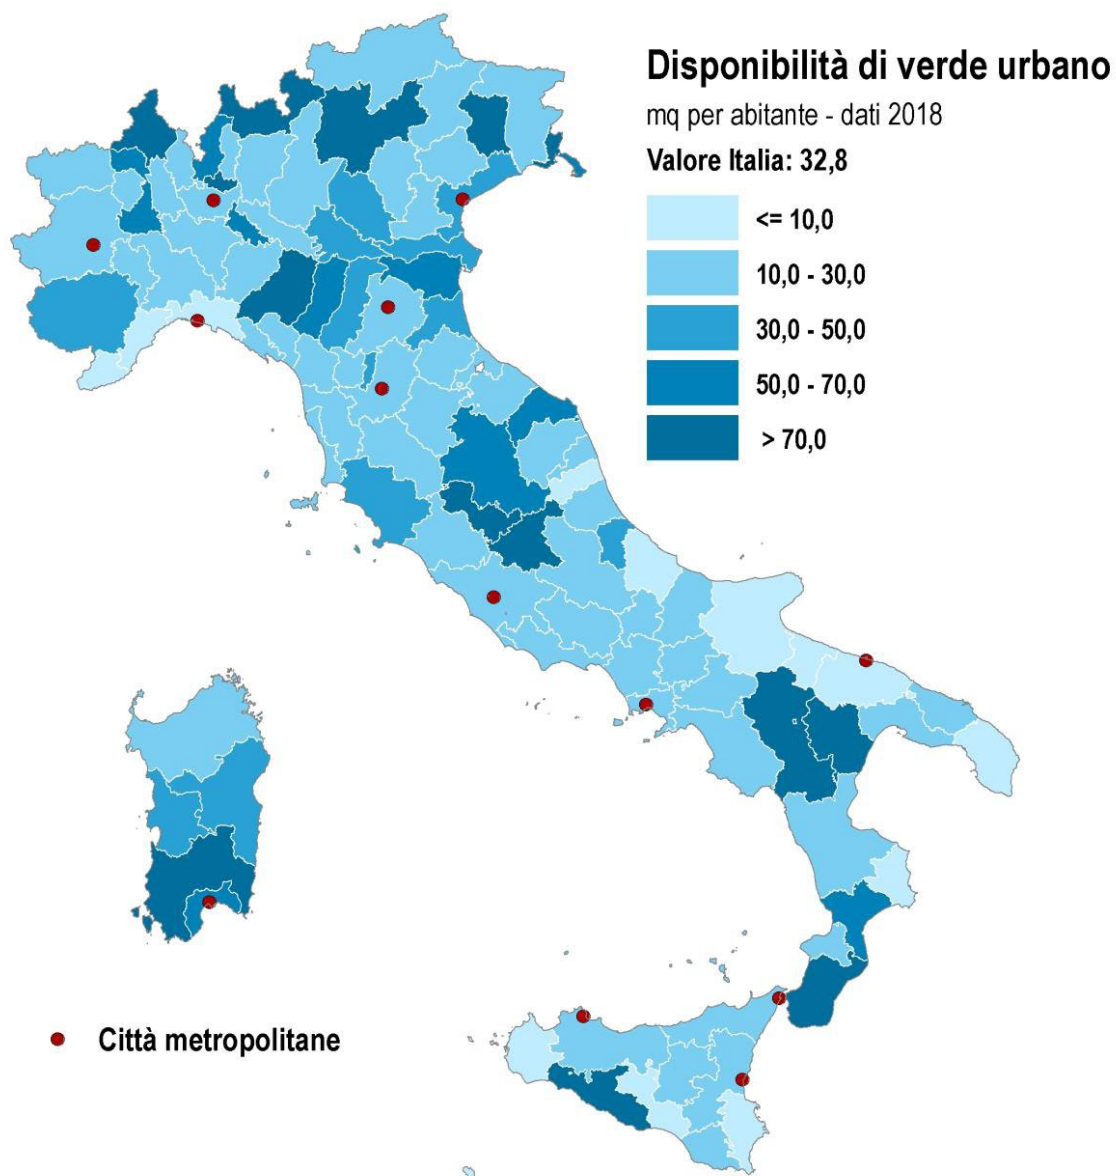 Disponibilità di verde urbano
mq per abitante - dati 2018
Valore Italia: 32,8
<= 10,0
10,0 - 30,0
30,0 - 50,0
50,0 - 70,0
> 70,0
Città metropolitane